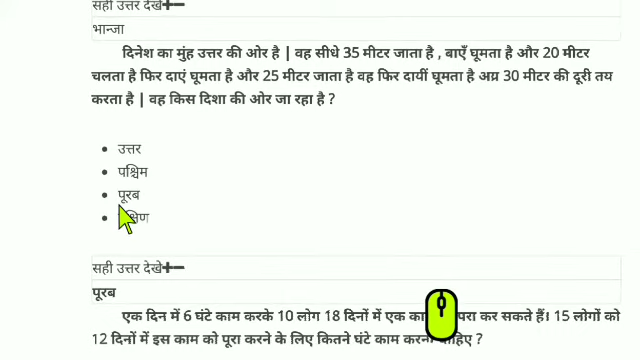 सही उत्तर देखे+−
भान्जा
दिनेश का मुंह उत्तर की ओर है | वह सीधे 35 मीटर जाता है , बाएँ घूमता है और 20 मीटर
चलता है फिर दाएं घूमता है और 25 मीटर जाता है वह फिर दायीं घूमता है अप्र 30 मीटर की दूरी तय
करता है | वह किस दिशा की ओर जा रहा है ?
• उत्तर
• पश्चिम
• पूरब
•
सही उत्तर देखे+−
पूरब
एक दिन में 6 घंटे काम करके 10 लोग 18 दिनों में एक कर सकते हैं। 15 लोगों को
12 दिनों में इस काम को पूरा करने के लिए कितने घंटे काम ?